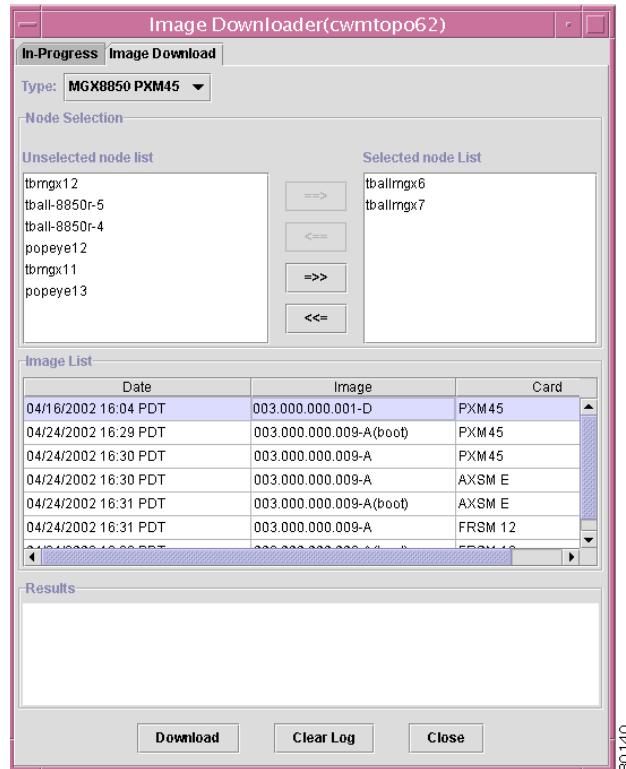 Image Downloader(cwmtopo62)
In-Progress Image Download
Type: MGX8850 PXM45
Node Selection
Unselected node list Selected node List
tbmgx12 tballmgx6
tball-8850r-5 tballmgx7
tball-8850r-4
popeye12
tbmgx11
popeye13
==>
<==
=>>
<<=
Image List
Date Image Card
04/16/2002 16:04 PDT 003.000.000.001-D PXM45
04/24/2002 16:29 PDT 003.000.000.009-A(boot) PXM45
04/24/2002 16:30 PDT 003.000.000.009-A PXM45
04/24/2002 16:30 PDT 003.000.000.009-A AXSM E
04/24/2002 16:31 PDT 003.000.000.009-A(boot) AXSM E
04/24/2002 16:31 PDT 003.000.000.009-A FRSM 12
Results
Download Clear Log Close